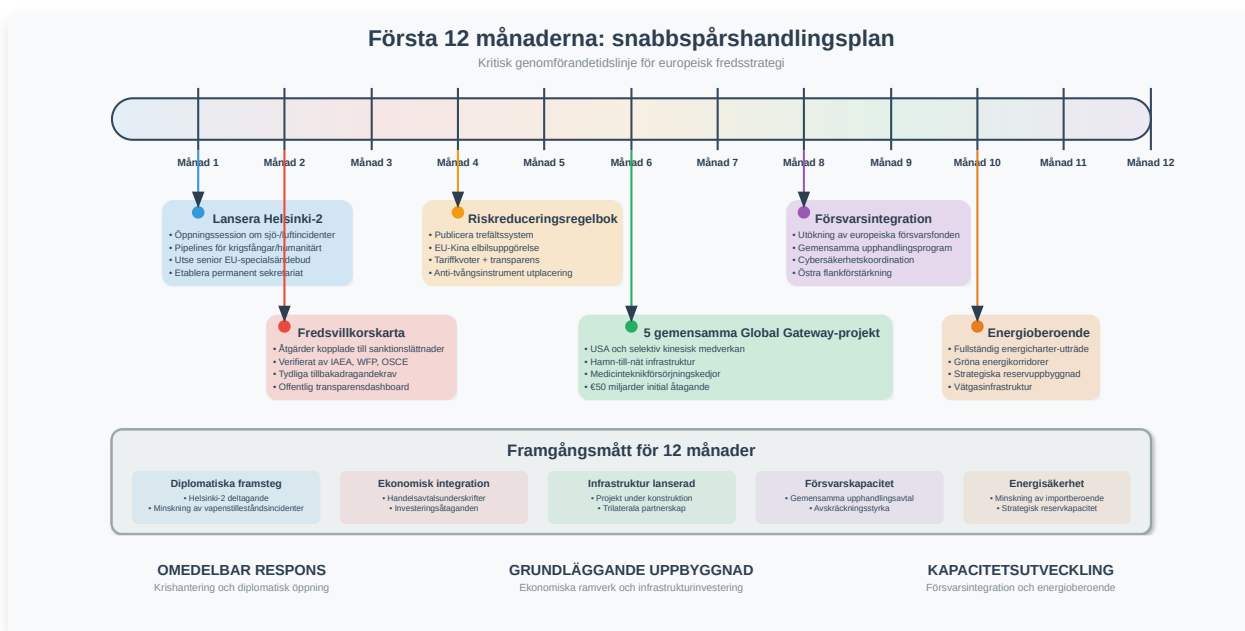 Första 12 månaderna: snabbspårshandlingsplan
Kritisk genomförandetidslinje för europeisk fredsstrategi
Månad 1
Månad 2
Månad 3
Månad 4
Månad 5
Månad 6
Månad 7
Månad 8
Månad 9
Månad 10
Månad 11
Månad 12
Lansera Helsinki-2
• Öppningssession om sjö-/luftincidenter
• Pipelines för krigsfångar/humanitärt
• Utse senior EU-specialsändebud
• Etablera permanent sekretariat
Riskreduceringsregelbok
• Publicera trefältssystem
• EU-Kina elbilsuppgörelse
• Tariffkvoter + transparens
• Anti-tvångsinstrument utplacering
Försvarsintegration
• Utökning av europeiska försvarsfonden
• Gemensamma upphandlingsprogram
• Cybersäkerhetskoordination
• Östra flankförstärkning
Fredsvillkorskarta
• Åtgärder kopplade till sanktionslättnader
• Verifierat av IAEA, WFP, OSCE
• Tydliga tillbakadragandekrav
• Offentlig transparensdashboard
5 gemensamma Global Gateway-projekt
• USA och selektiv kinesisk medverkan
• Hamn-till-nät infrastruktur
• Medicinteknikförsörjningskedjor
• €50 miljarder initial åtagande
Energioberoende
• Fullständig energicharter-utträde
• Gröna energikorridorer
• Strategiska reservuppbyggnad
• Vätgasinfrastruktur
Framgångsmått för 12 månader
Diplomatiska framsteg
• Helsinki-2 deltagande
• Minskning av vapenstilleståndsincidenter
Ekonomisk integration
• Handelsavtalsunderskrifter
• Investeringsåtaganden
Infrastruktur lanserad
• Projekt under konstruktion
• Trilaterala partnerskap
Försvarskapacitet
• Gemensamma upphandlingsavtal
• Avskräckningsstyrka
Energisäkerhet
• Minskning av importberoende
• Strategisk reservkapacitet
OMEDELBAR RESPONS
Krishantering och diplomatisk öppning
GRUNDLÄGGANDE UPPBYGGNAD
Ekonomiska ramverk och infrastrukturinvestering
KAPACITETSUTVECKLING
Försvarsintegration och energioberoende